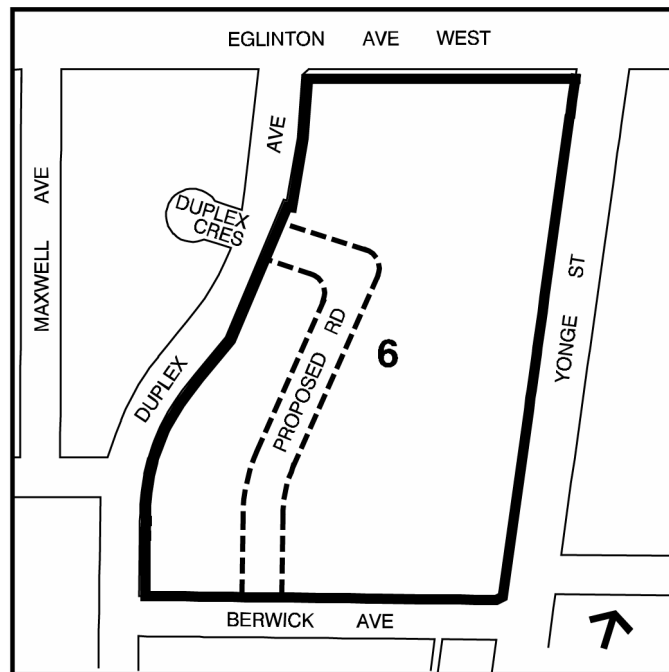 EGLINTON AVE WEST
MAXWELL AVE
DUPLEX AVE
DUPLEX
CRES
PROPOSED RD
6
YONGE ST
BERWICK AVE